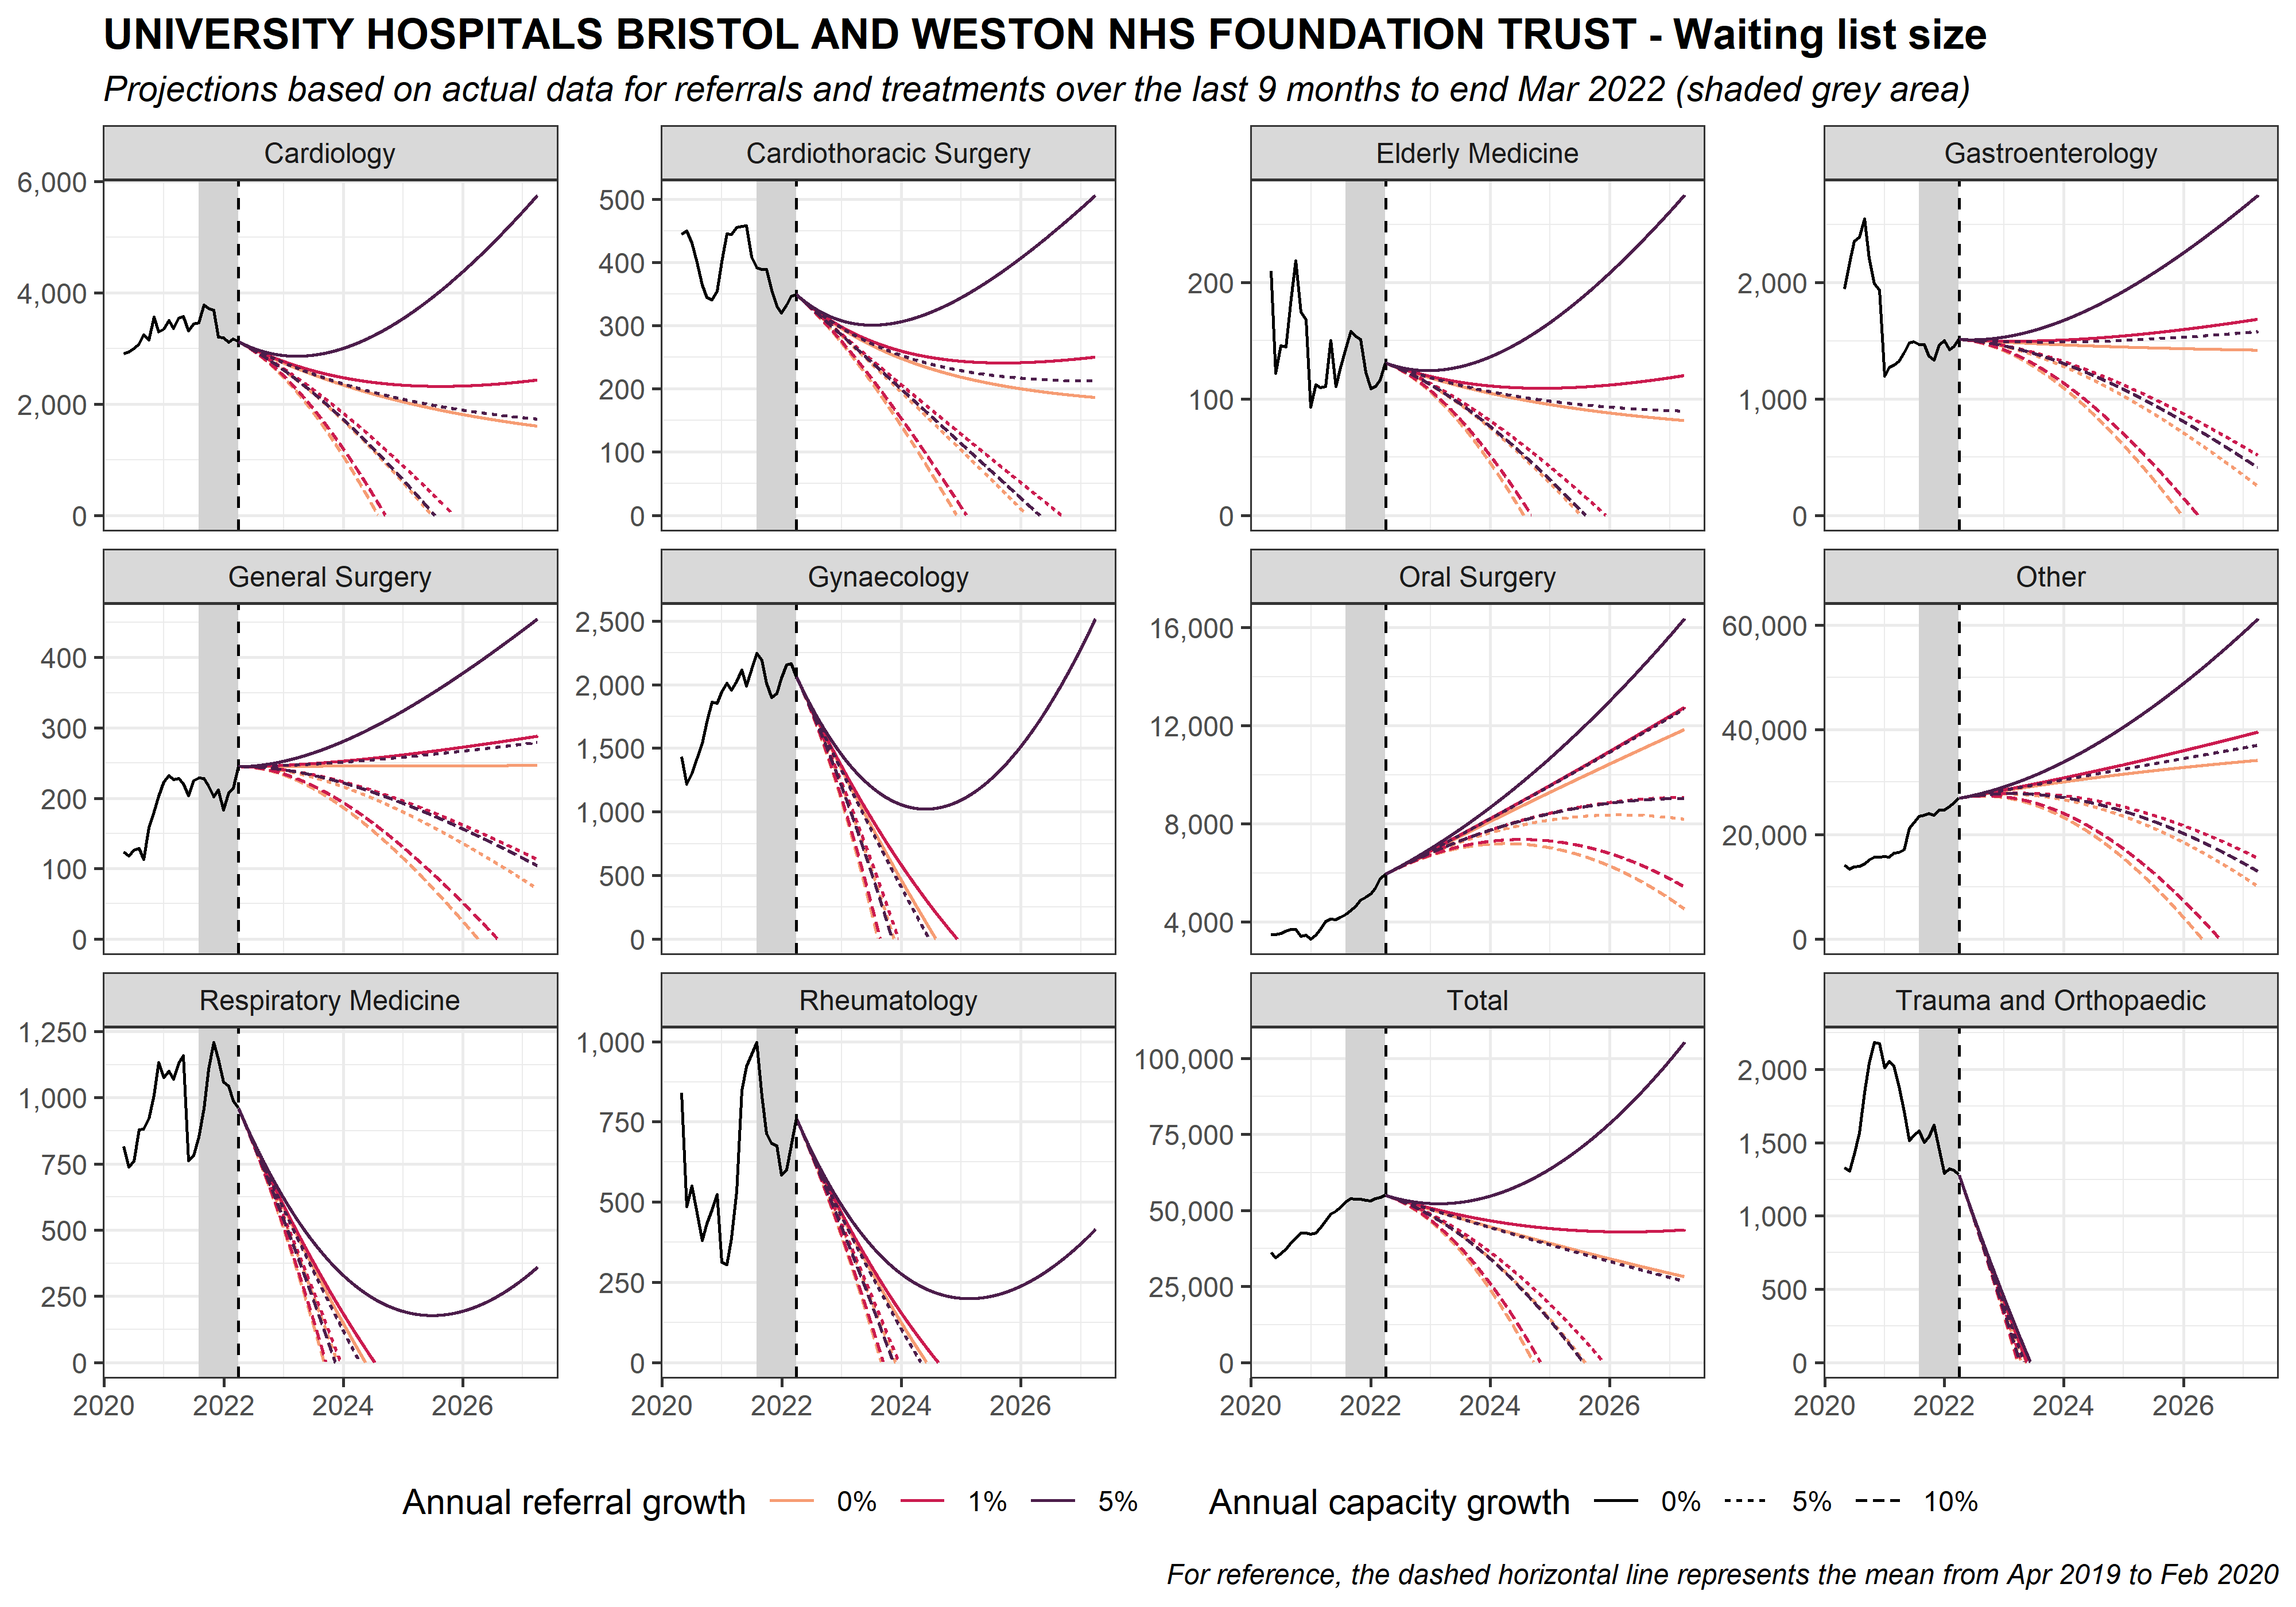 UNIVERSITY HOSPITALS BRISTOL AND WESTON NHS FOUNDATION TRUST - Waiting list size
Projections based on actual data for referrals and treatments over the last 9 months to end Mar 2022 (shaded grey area)
Cardiology
6,000
4,000
2,000
0
Cardiothoracic Surgery
500
400
300
200
100
0
Elderly Medicine
200
100
0
Gastroenterology
2,000
1,000
0
General Surgery
400
300
200
100
0
Gynaecology
2,500
2,000
1,500
1,000
500
0
Oral Surgery
16,000
12,000
8,000
4,000
Other
60,000
40,000
20,000
0
Respiratory Medicine
1,250
1,000
750
500
250
0
2020 2022 2024 2026
Rheumatology
1,000
750
500
250
0
2020 2022 2024 2026
Total
100,000
75,000
50,000
25,000
0
2020 2022 2024 2026
Trauma and Orthopaedic
2,000
1,500
1,000
500
0
2020 2022 2024 2026
Annual referral growth 0% 1% 5% Annual capacity growth 0% 5% 10%
For reference, the dashed horizontal line represents the mean from Apr 2019 to Feb 2020